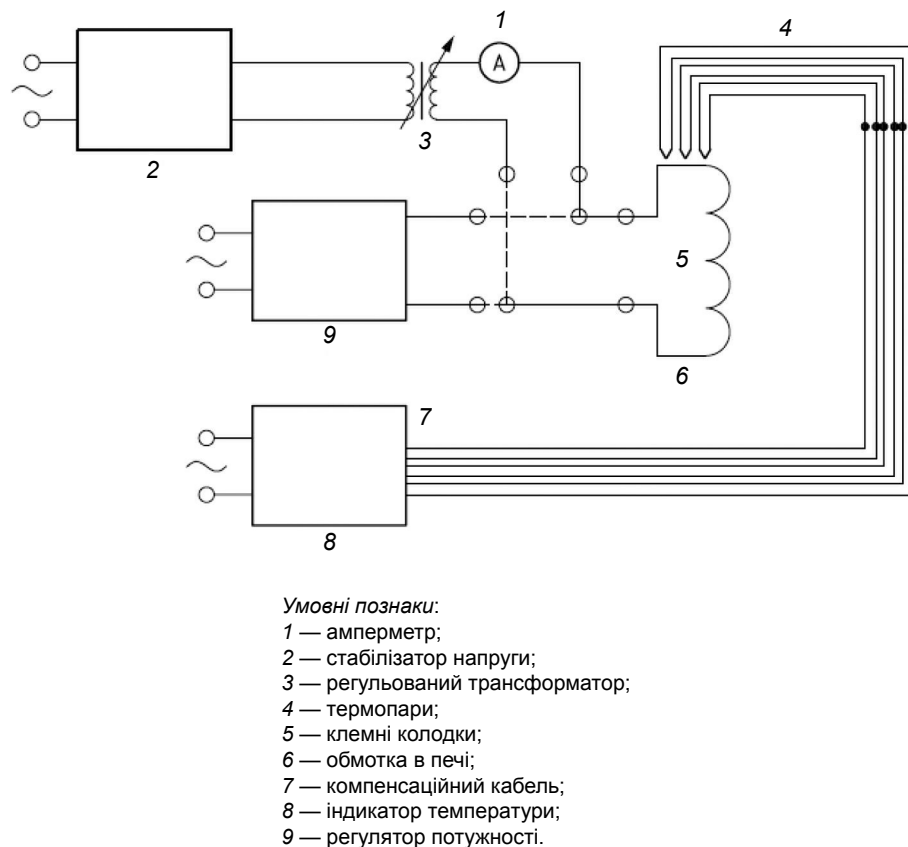 1
4
A
3
2
5
9
6
7
8
Умовні познаки:
1 — амперметр;
2 — стабілізатор напруги;
3 — регульований трансформатор;
4 — термопари;
5 — клемні колодки;
6 — обмотка в печі;
7 — компенсаційний кабель;
8 — індикатор температури;
9 — регулятор потужності.